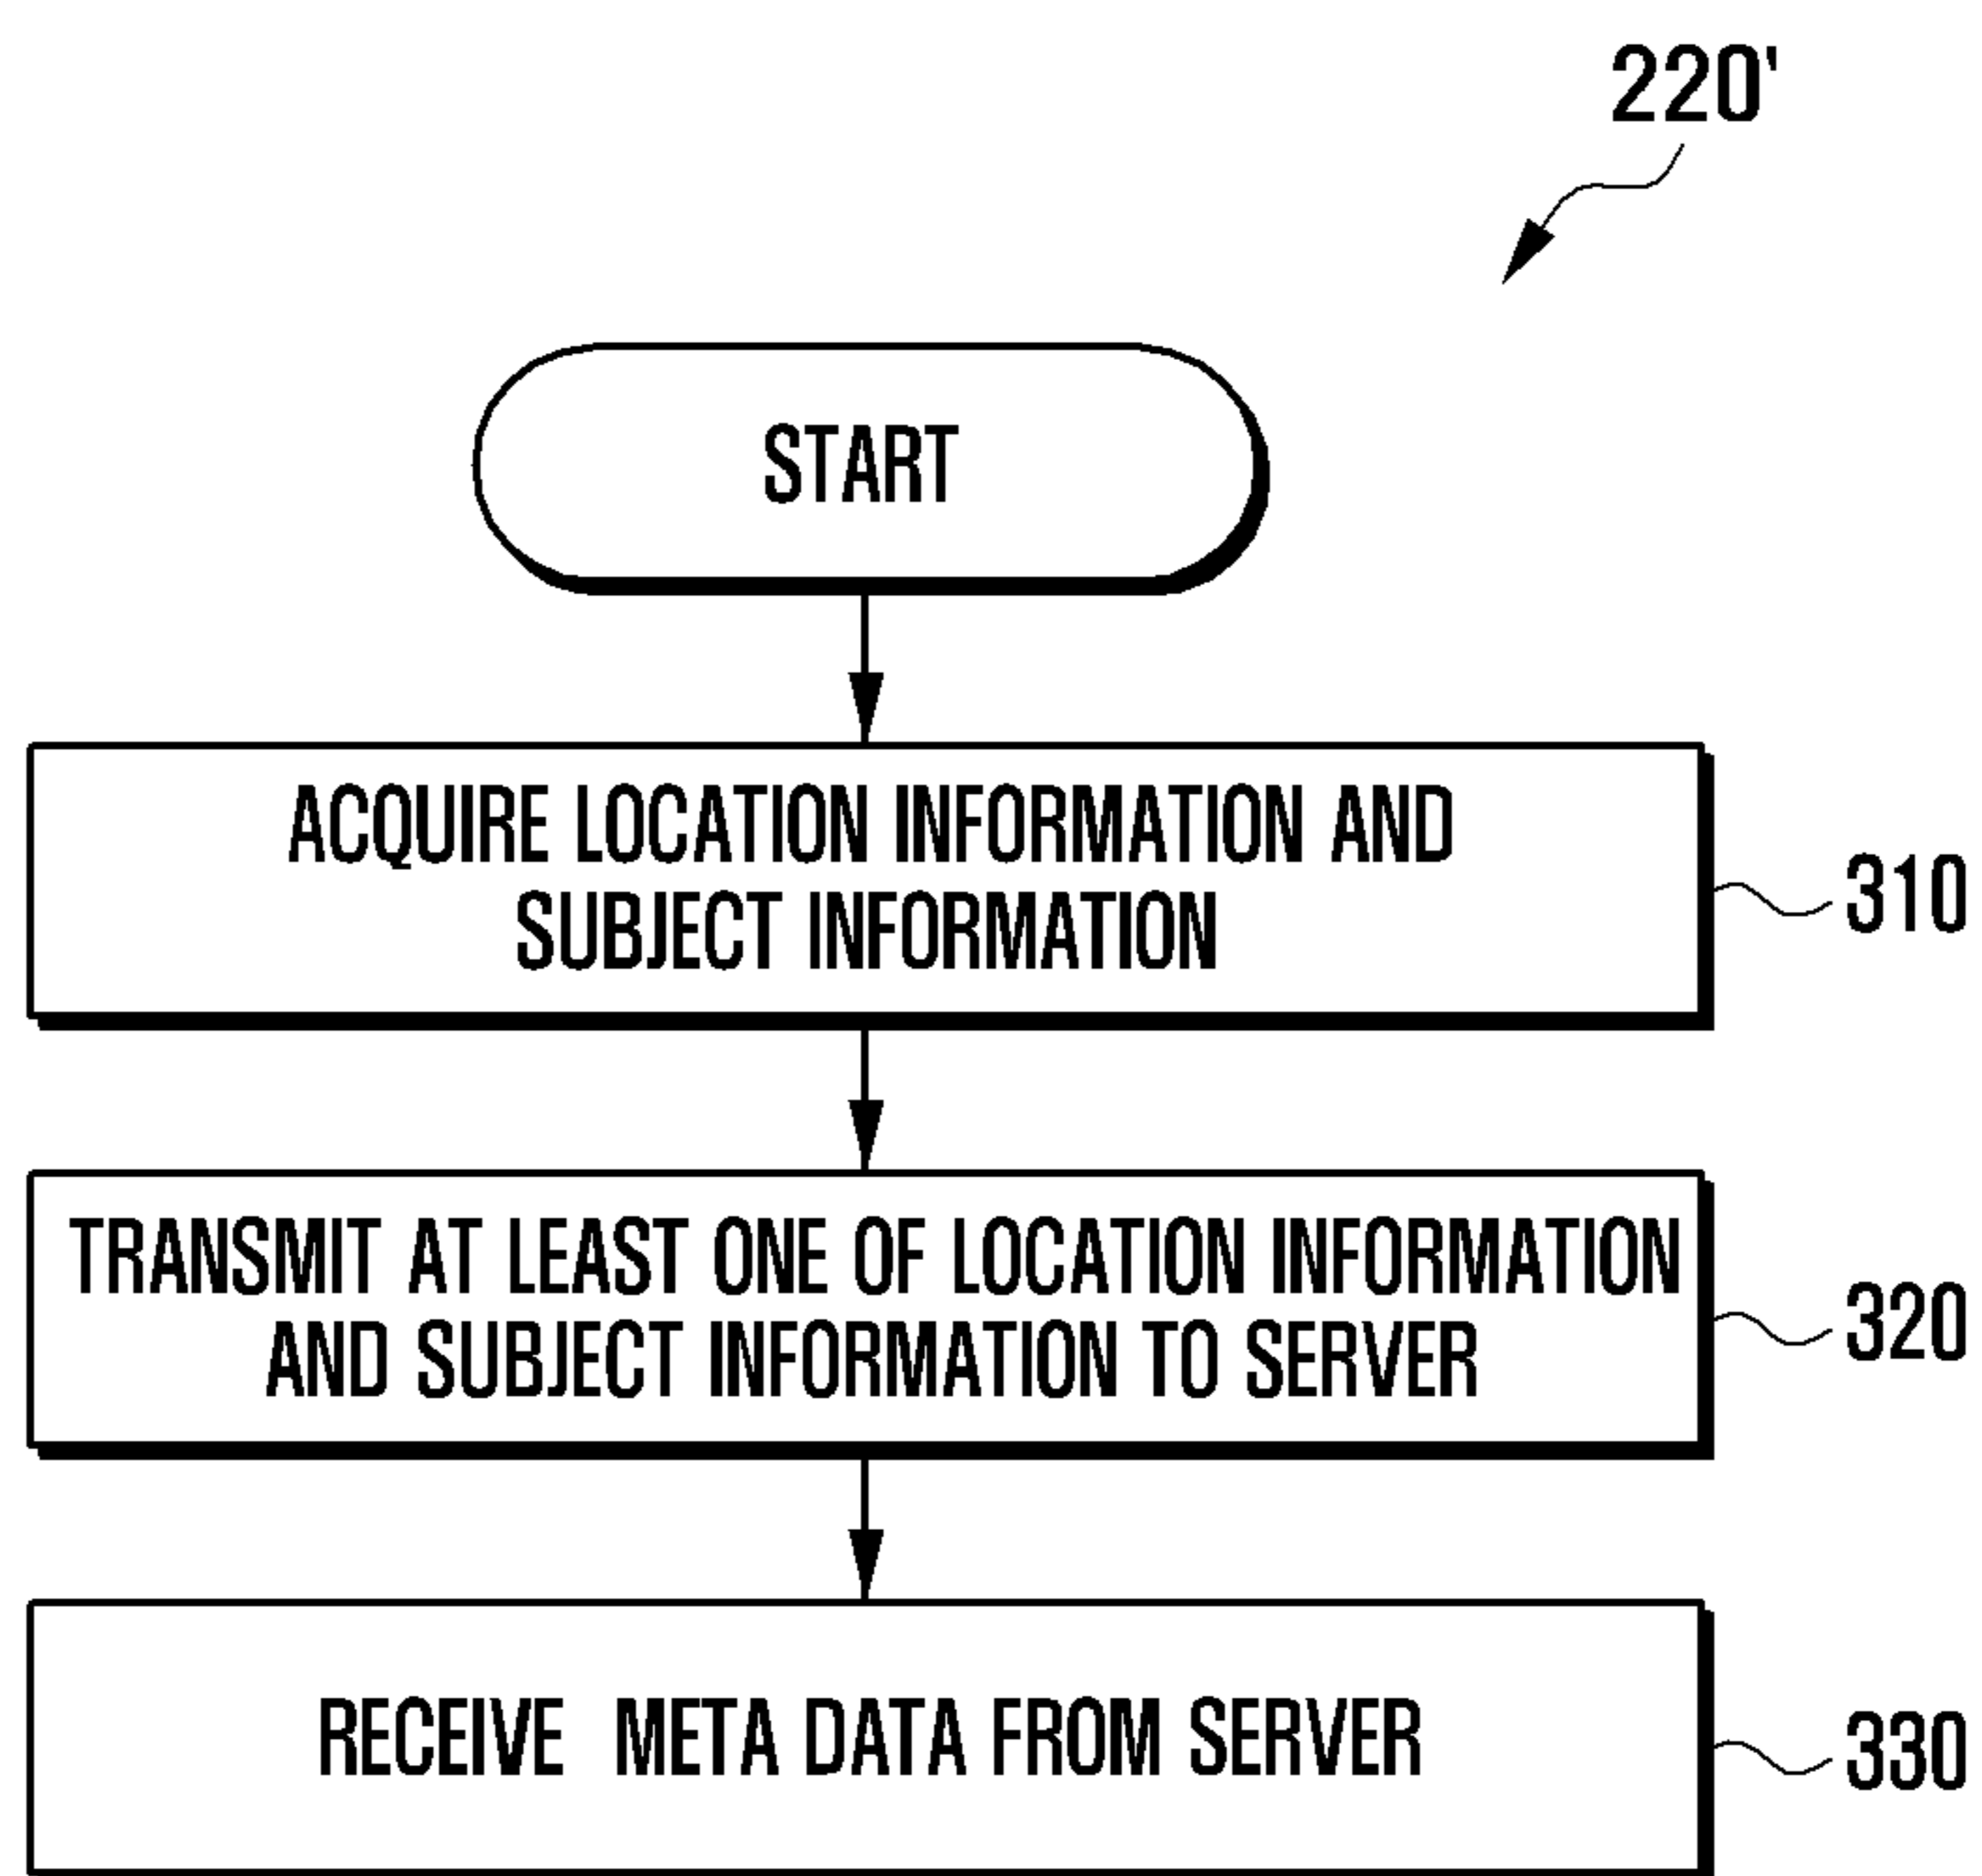 220'
START
ACQUIRE LOCATION INFORMATION AND
SUBJECT INFORMATION
310
TRANSMIT AT LEAST ONE OF LOCATION INFORMATION
AND SUBJECT INFORMATION TO SERVER
320
RECEIVE META DATA FROM SERVER
330